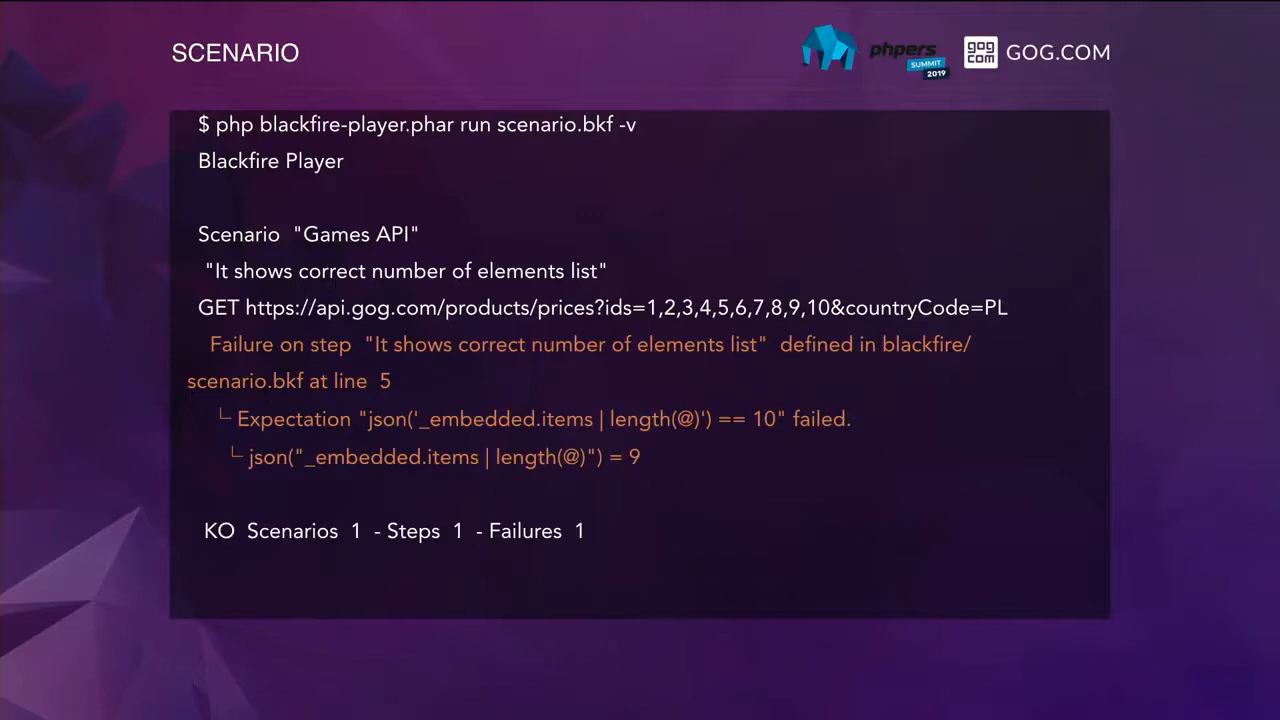 SCENARIO
phpers
SUMMIT
2019
gog
com
GOG.COM
$ php blackfire-player.phar run scenario.bkf -v
Blackfire Player
Scenario "Games API"
"It shows correct number of elements list"
GET https://api.gog.com/products/prices?ids=1,2,3,4,5,6,7,8,9,10&countryCode=PL
Failure on step "It shows correct number of elements list" defined in blackfire/
scenario.bkf at line 5
└ Expectation "json('_embedded.items | length(@)') == 10" failed.
└ json("_embedded.items | length(@)") = 9
KO Scenarios 1 - Steps 1 - Failures 1